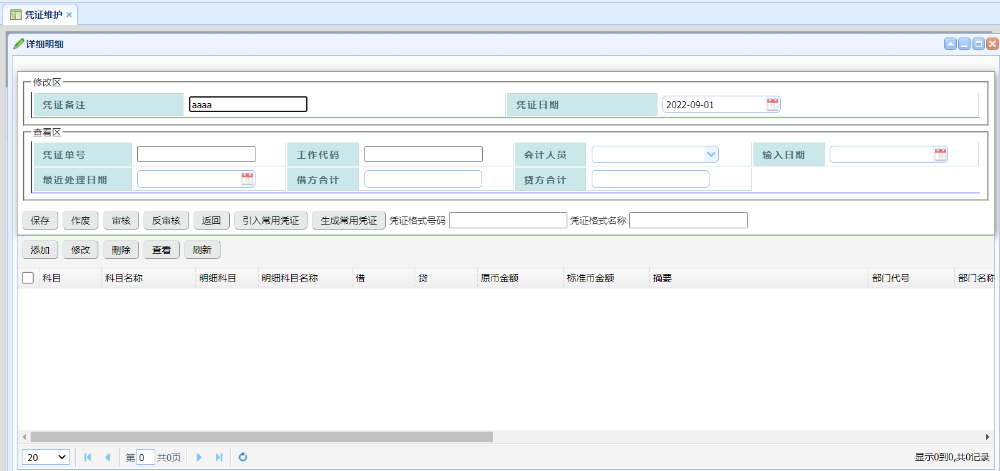 凭证维护
详细明细
修改区
凭证备注 aaaa 凭证日期 2022-09-01
查看区
凭证单号 工作代码 会计人员 输入日期
最近处理日期 借方合计 贷方合计
保存 作废 审核 反审核 返回 引入常用凭证 生成常用凭证 凭证格式号码 凭证格式名称
添加 修改 刪除 查看 刷新
科目 科目名称 明细科目 明细科目名称 借 贷 原币金额 标准币金额 摘要 部门代号 部门名称
20 第 0 共0页 显示0到0,共0记录